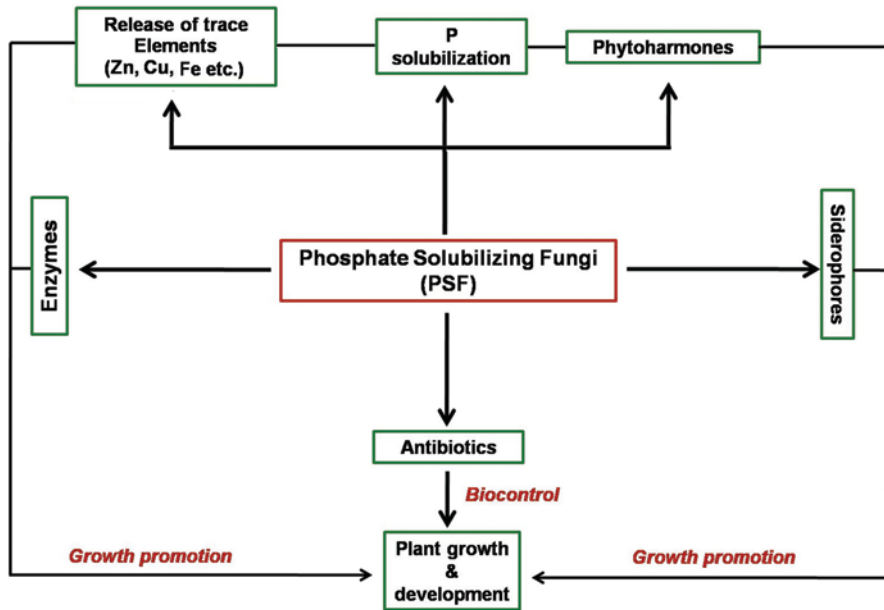 Release of trace
Elements
(Zn, Cu, Fe etc.)
P
solubilization
Phytoharmones
Enzymes
Phosphate Solubilizing Fungi
(PSF)
Siderophores
Antibiotics
Biocontrol
Growth promotion
Plant growth
&
development
Growth promotion